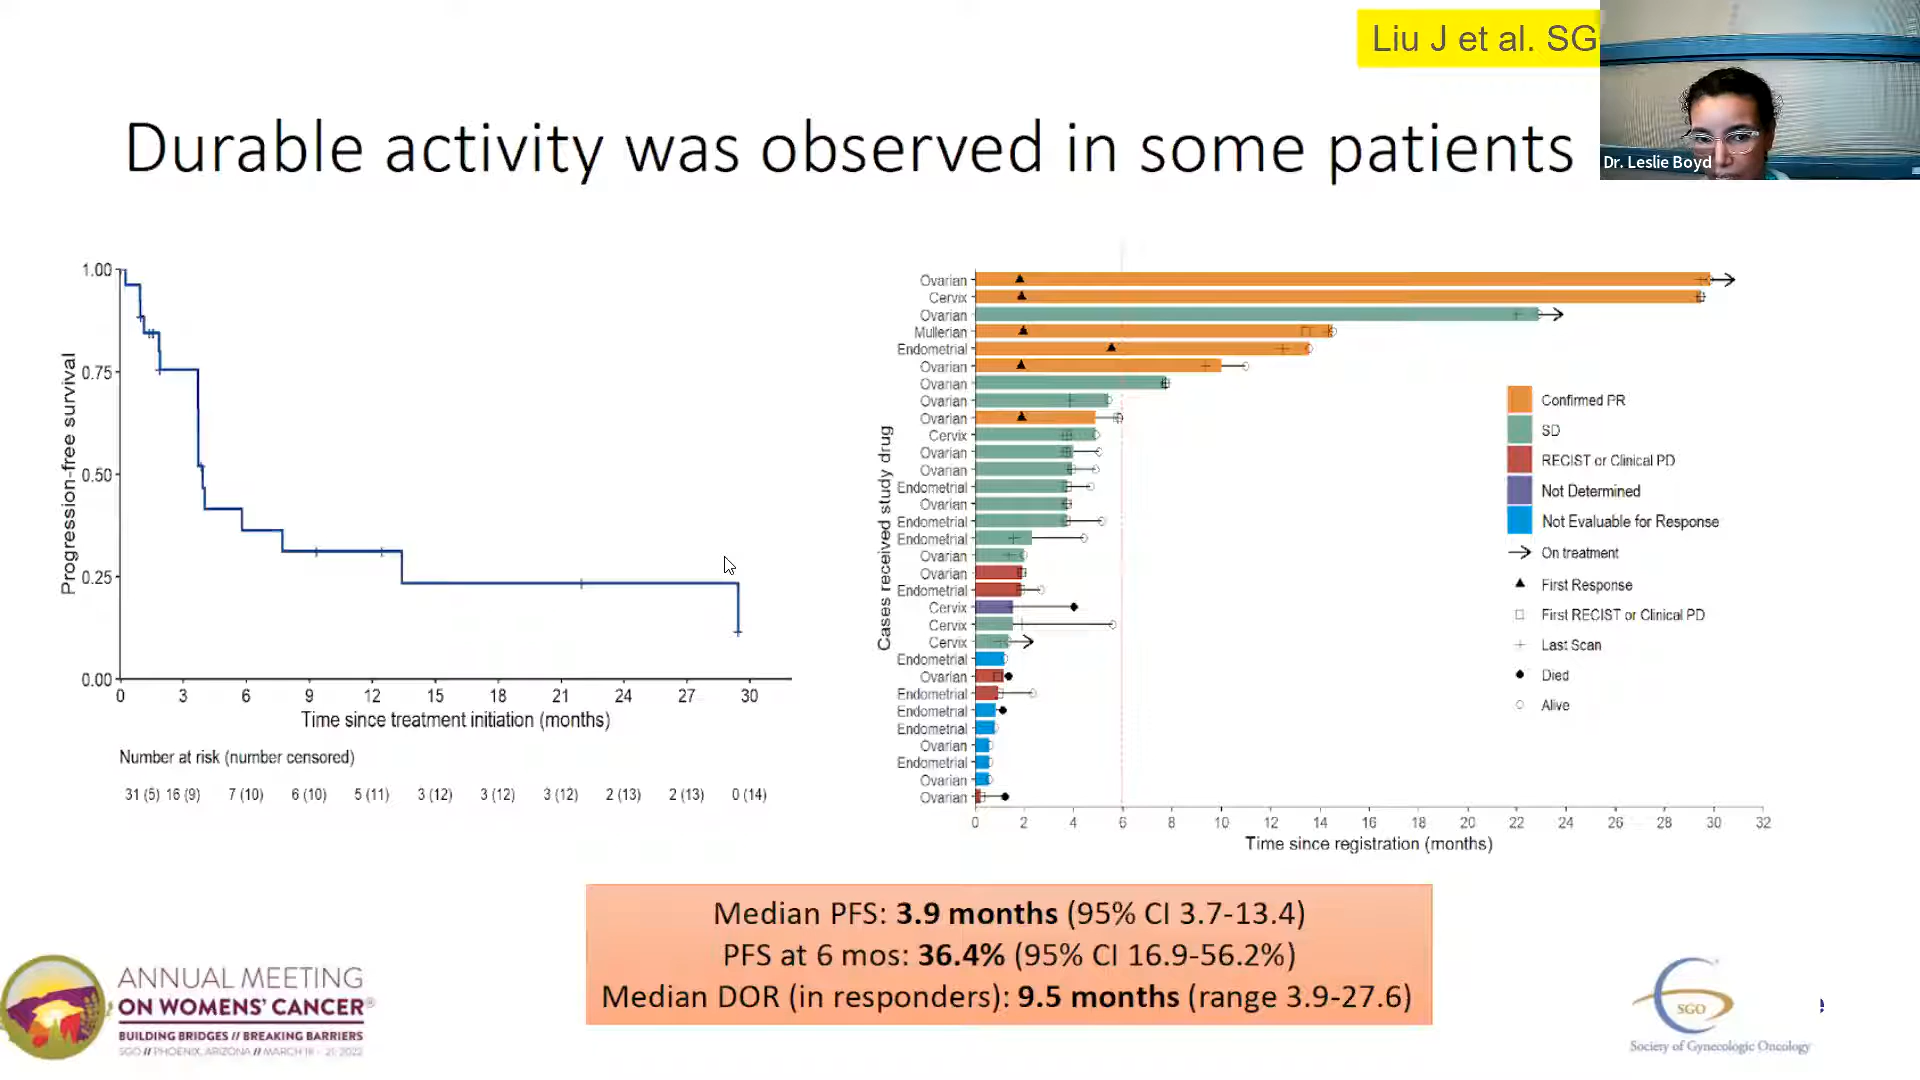 Liu J et al. SG
Dr. Leslie Boyd
Durable activity was observed in some patients
Progression-free survival
1.00
0.75
0.50
0.25
0.00
0 3 6 9 12 15 18 21 24 27 30
Time since treatment initiation (months)
Number at risk (number censored)
31 (5) 16 (9) 7 (10) 6 (10) 5 (11) 3 (12) 3 (12) 3 (12) 2 (13) 2 (13) 0 (14)
Cases received study drug
Ovarian
Cervix
Ovarian
Mullerian
Endometrial
Ovarian
Ovarian
Ovarian
Ovarian
Cervix
Ovarian
Ovarian
Endometrial
Ovarian
Endometrial
Endometrial
Ovarian
Ovarian
Endometrial
Cervix
Cervix
Cervix
Endometrial
Ovarian
Endometrial
Endometrial
Endometrial
Ovarian
Endometrial
Ovarian
Ovarian
0 2 4 6 8 10 12 14 16 18 20 22 24 26 28 30 32
Time since registration (months)
Confirmed PR
SD
RECIST or Clinical PD
Not Determined
Not Evaluable for Response
On treatment
First Response
First RECIST or Clinical PD
Last Scan
Died
Alive
Median PFS: 3.9 months (95% CI 3.7-13.4)
PFS at 6 mos: 36.4% (95% CI 16.9-56.2%)
Median DOR (in responders): 9.5 months (range 3.9-27.6)
ANNUAL MEETING
ON WOMENS' CANCER®
BUILDING BRIDGES // BREAKING BARRIERS
SGO // PHOENIX, ARIZONA // MARCH 18 - 21, 2022
SGO
Society of Gynecologic Oncology
e